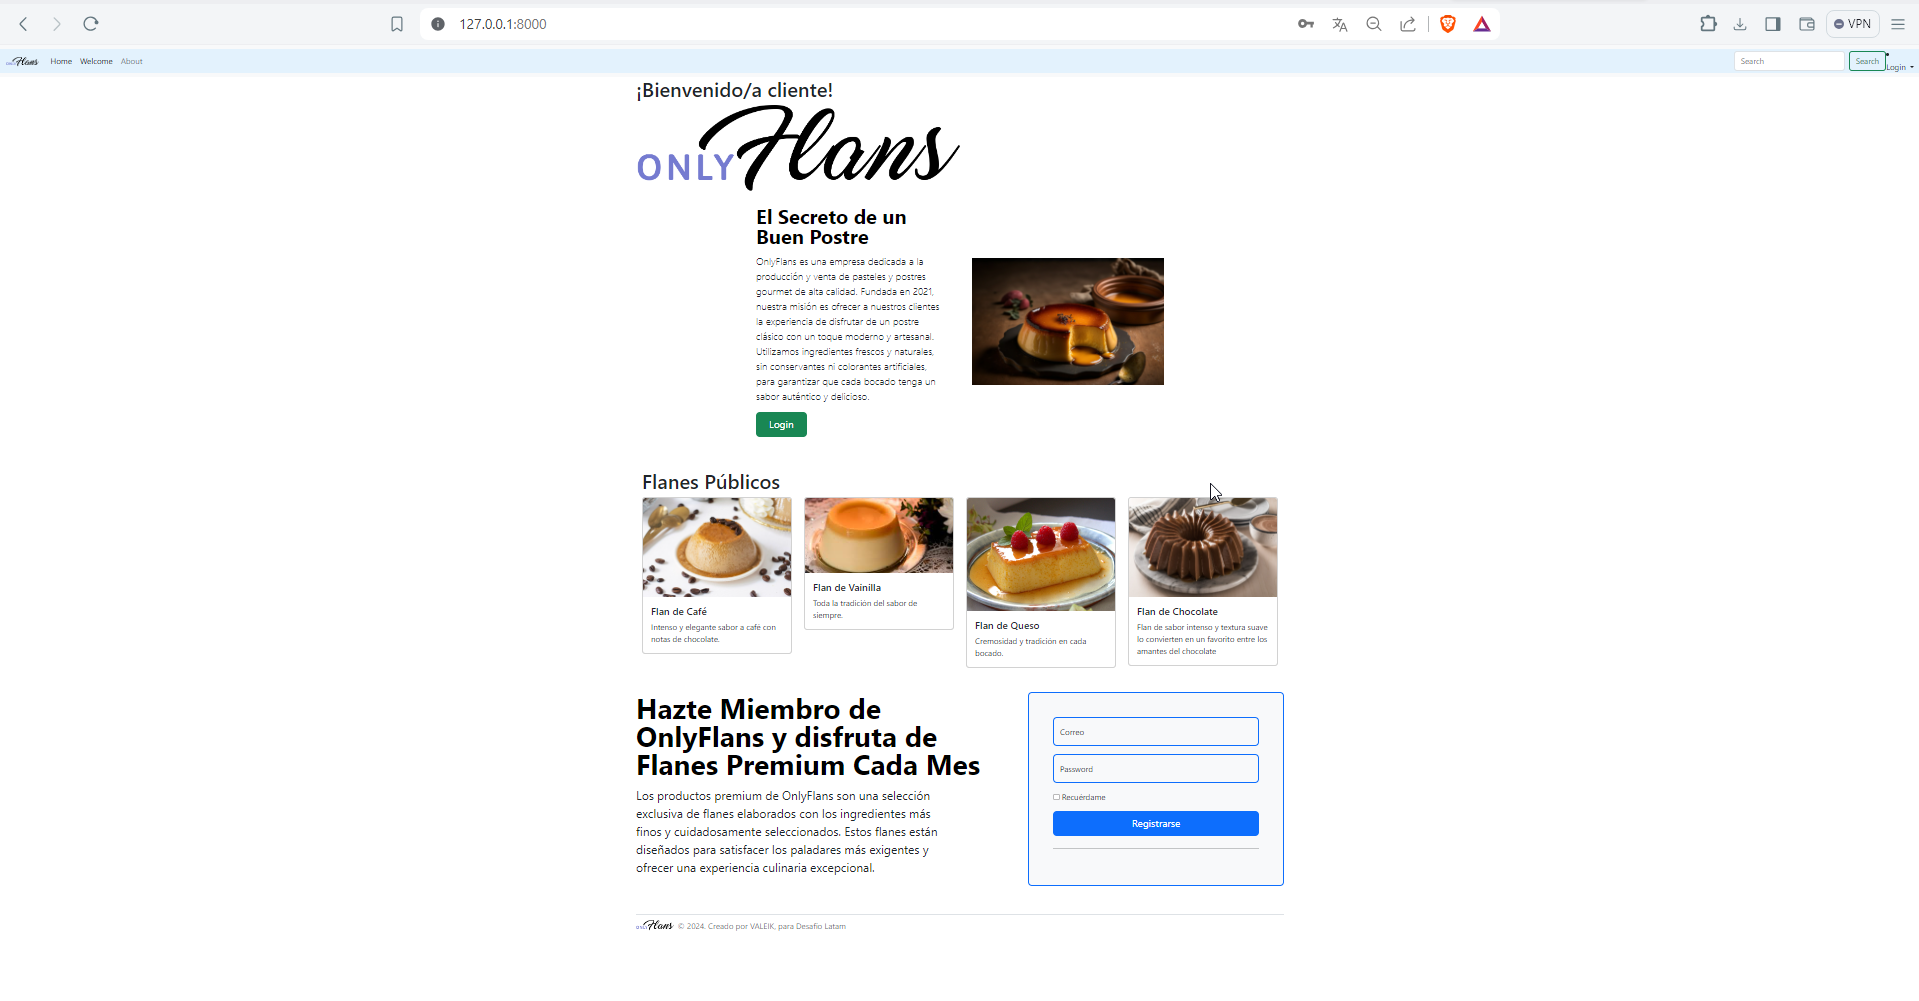 127.0.0.1:8000
VPN
ONLY Flans Home Welcome About Search Search Login
¡Bienvenido/a cliente!
ONLY Flans
El Secreto de un
Buen Postre
OnlyFlans es una empresa dedicada a la
producción y venta de pasteles y postres
gourmet de alta calidad. Fundada en 2021,
nuestra misión es ofrecer a nuestros clientes
la experiencia de disfrutar de un postre
clásico con un toque moderno y artesanal.
Utilizamos ingredientes frescos y naturales,
sin conservantes ni colorantes artificiales,
para garantizar que cada bocado tenga un
sabor auténtico y delicioso.
Login
Flanes Públicos
Flan de Café
Intenso y elegante sabor a café con
notas de chocolate.
Flan de Vainilla
Toda la tradición del sabor de
siempre.
Flan de Queso
Cremosidad y tradición en cada
bocado.
Flan de Chocolate
Flan de sabor intenso y textura suave
lo convierten en un favorito entre los
amantes del chocolate
Hazte Miembro de
OnlyFlans y disfruta de
Flanes Premium Cada Mes
Los productos premium de OnlyFlans son una selección
exclusiva de flanes elaborados con los ingredientes más
finos y cuidadosamente seleccionados. Estos flanes están
diseñados para satisfacer los paladares más exigentes y
ofrecer una experiencia culinaria excepcional.
Correo
Password
Recuérdame
Registrarse
ONLY Flans © 2024. Creado por VALEIK, para Desafio Latam